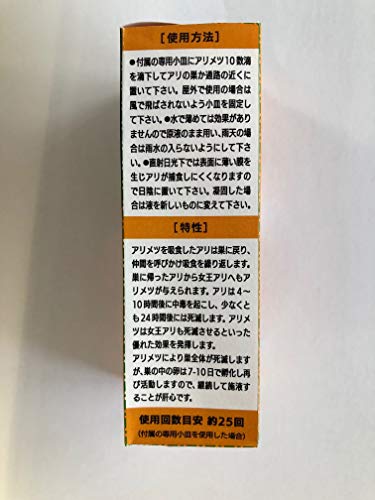 [使用方法]
●付属の専用小皿にアリメツ10数滴
を滴下してアリの巣か通路の近くに
置いて下さい。屋外で使用の場合は
風で飛ばされないよう小皿を固定し
て下さい。●水で薄めては効果があり
ませんので原液のまま用い、雨天の場
合は雨水の入らないようにして下さ
い。●直射日光下では表面に薄い膜を
生じアリが捕食しにくくなりますの
で日陰に置いて下さい。凝固した場
合は液を新しいものに変えて下さい。
[特性]
アリメツを吸食したアリは巣に戻り、
仲間を呼びかけ吸食を繰り返します。
巣に帰ったアリから女王アリへもア
リメツが与えられます。アリは4〜
10時間後に中毒を起こし、少なくと
も24時間後には死滅します。アリメ
ツは女王アリも死滅させるといった
優れた効果を発揮します。
アリメツにより巣全体が死滅します
が、巣の中の卵は7-10日で孵化し再
び活動しますので、継続して施液す
ることが肝心です。
使用回数目安 約25回
(付属の専用小皿を使用した場合)